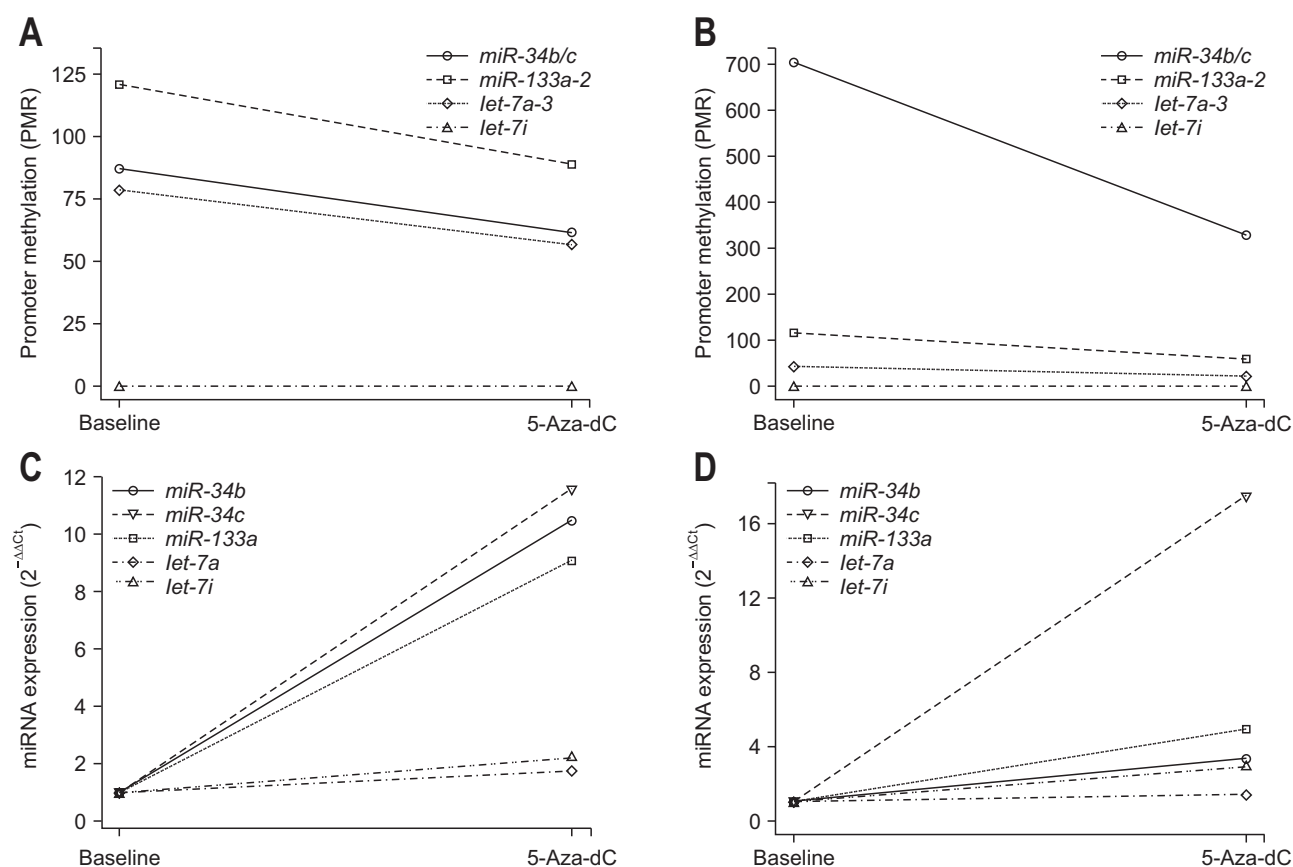 A
Promoter methylation (PMR)
125
100
75
50
25
0
Baseline
5-Aza-dC
miR-34b/c
miR-133a-2
let-7a-3
let-7i
B
Promoter methylation (PMR)
700
600
500
400
300
200
100
0
Baseline
5-Aza-dC
miR-34b/c
miR-133a-2
let-7a-3
let-7i
C
miRNA expression (2^−ΔΔCt)
12
10
8
6
4
2
0
Baseline
5-Aza-dC
miR-34b
miR-34c
miR-133a
let-7a
let-7i
D
miRNA expression (2^−ΔΔCt)
16
12
8
4
0
Baseline
5-Aza-dC
miR-34b
miR-34c
miR-133a
let-7a
let-7i